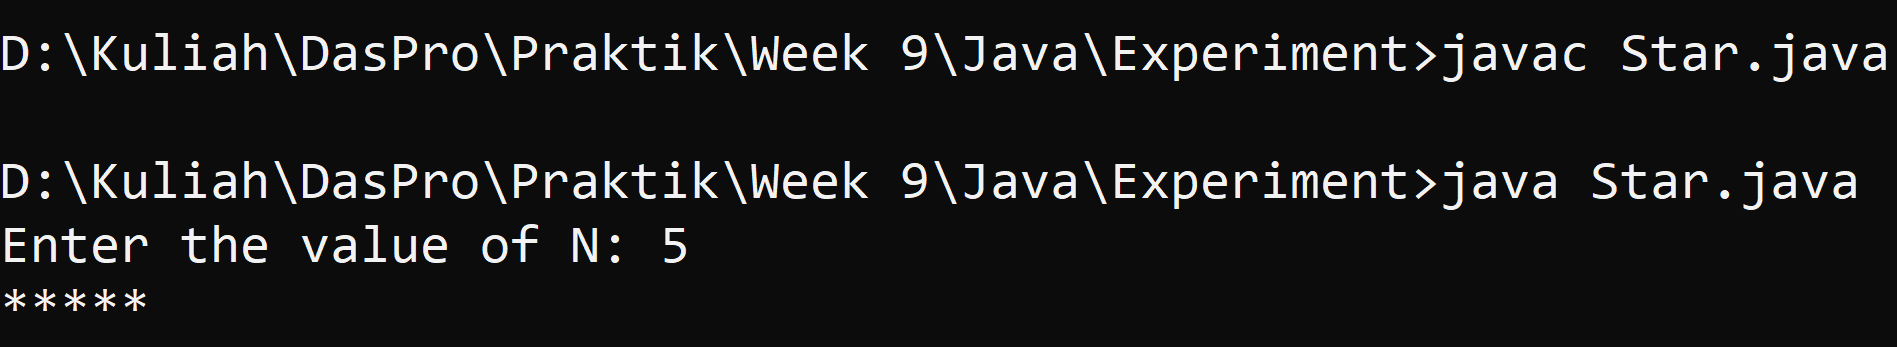 D:\Kuliah\DasPro\Praktik\Week 9\Java\Experiment>javac Star.java
D:\Kuliah\DasPro\Praktik\Week 9\Java\Experiment>java Star.java
Enter the value of N: 5
*****